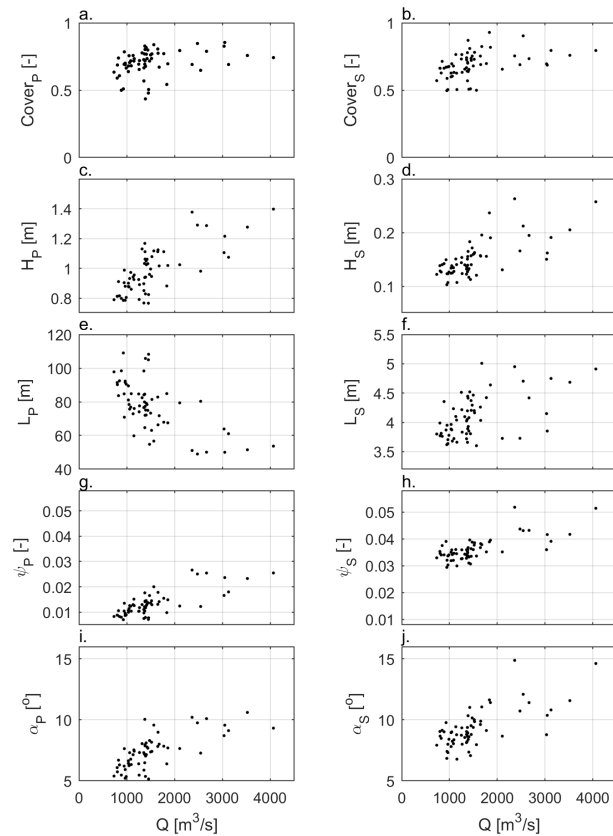 a.
1
0.5
0
Cover_P [-]
b.
1
0.5
0
Cover_S [-]
c.
1.4
1.2
1
0.8
H_P [m]
d.
0.3
0.2
0.1
H_S [m]
e.
120
100
80
60
40
L_P [m]
f.
5.5
5
4.5
4
3.5
L_S [m]
g.
0.05
0.04
0.03
0.02
0.01
ψ_P [-]
h.
0.05
0.04
0.03
0.02
0.01
ψ_S [-]
i.
15
10
5
α_P [°]
0 1000 2000 3000 4000
Q [m³/s]
j.
15
10
5
α_S [°]
0 1000 2000 3000 4000
Q [m³/s]